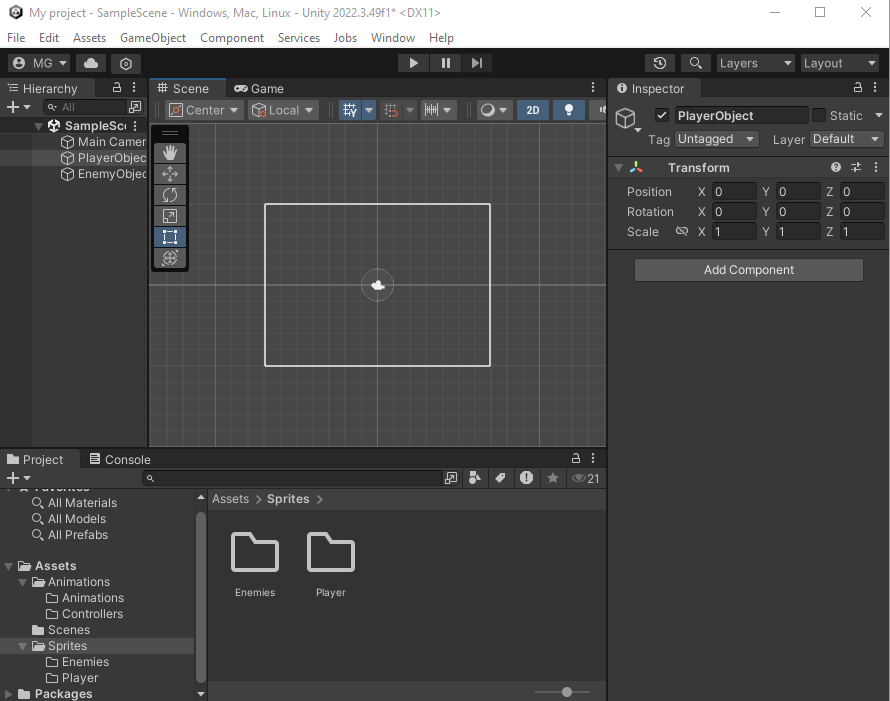 My project - SampleScene - Windows, Mac, Linux - Unity 2022.3.49f1* <DX11>
File Edit Assets GameObject Component Services Jobs Window Help
MG Layers Layout
Hierarchy
All
SampleSc
Main Camer
PlayerObjec
EnemyObjec
Scene Game
Center Local 2D
Inspector
PlayerObject Static
Tag Untagged Layer Default
Transform
Position X 0 Y 0 Z 0
Rotation X 0 Y 0 Z 0
Scale X 1 Y 1 Z 1
Add Component
Project Console
21
Favorites
All Materials
All Models
All Prefabs
Assets
Animations
Animations
Controllers
Scenes
Sprites
Enemies
Player
Packages
Assets > Sprites >
Enemies Player